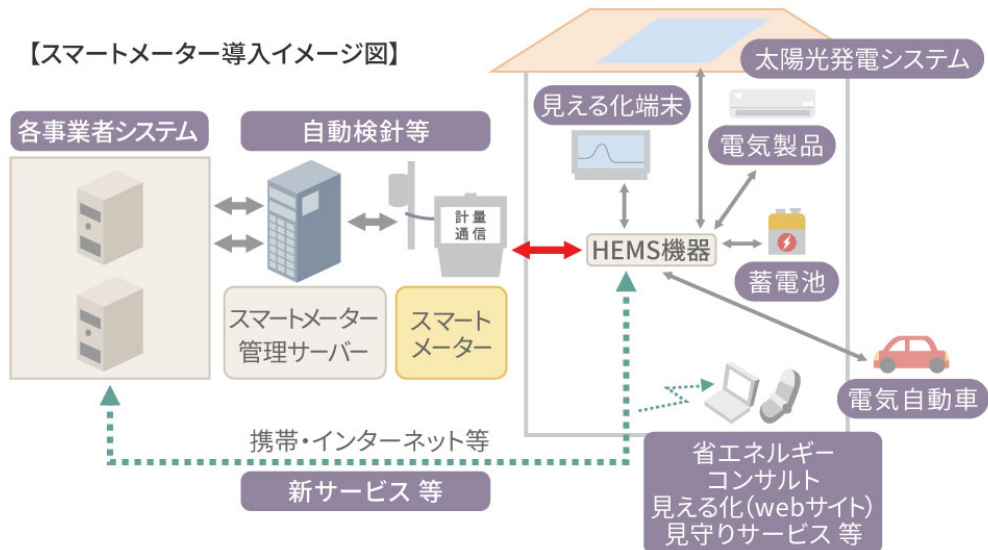 【スマートメーター導入イメージ図】
太陽光発電システム
見える化端末
各事業者システム
自動検針等
電気製品
計量
通信
HEMS機器
蓄電池
スマートメーター
管理サーバー
スマート
メーター
電気自動車
携帯・インターネット等
新サービス 等
省エネルギー
コンサルト
見える化(webサイト)
見守りサービス 等